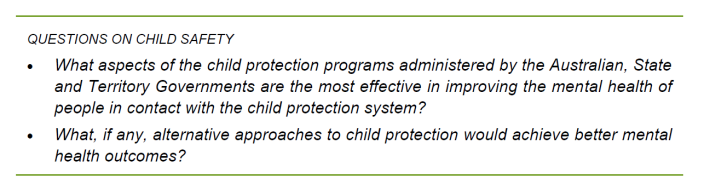 QUESTIONS ON CHILD SAFETY
• What aspects of the child protection programs administered by the Australian, State
and Territory Governments are the most effective in improving the mental health of
people in contact with the child protection system?
• What, if any, alternative approaches to child protection would achieve better mental
health outcomes?